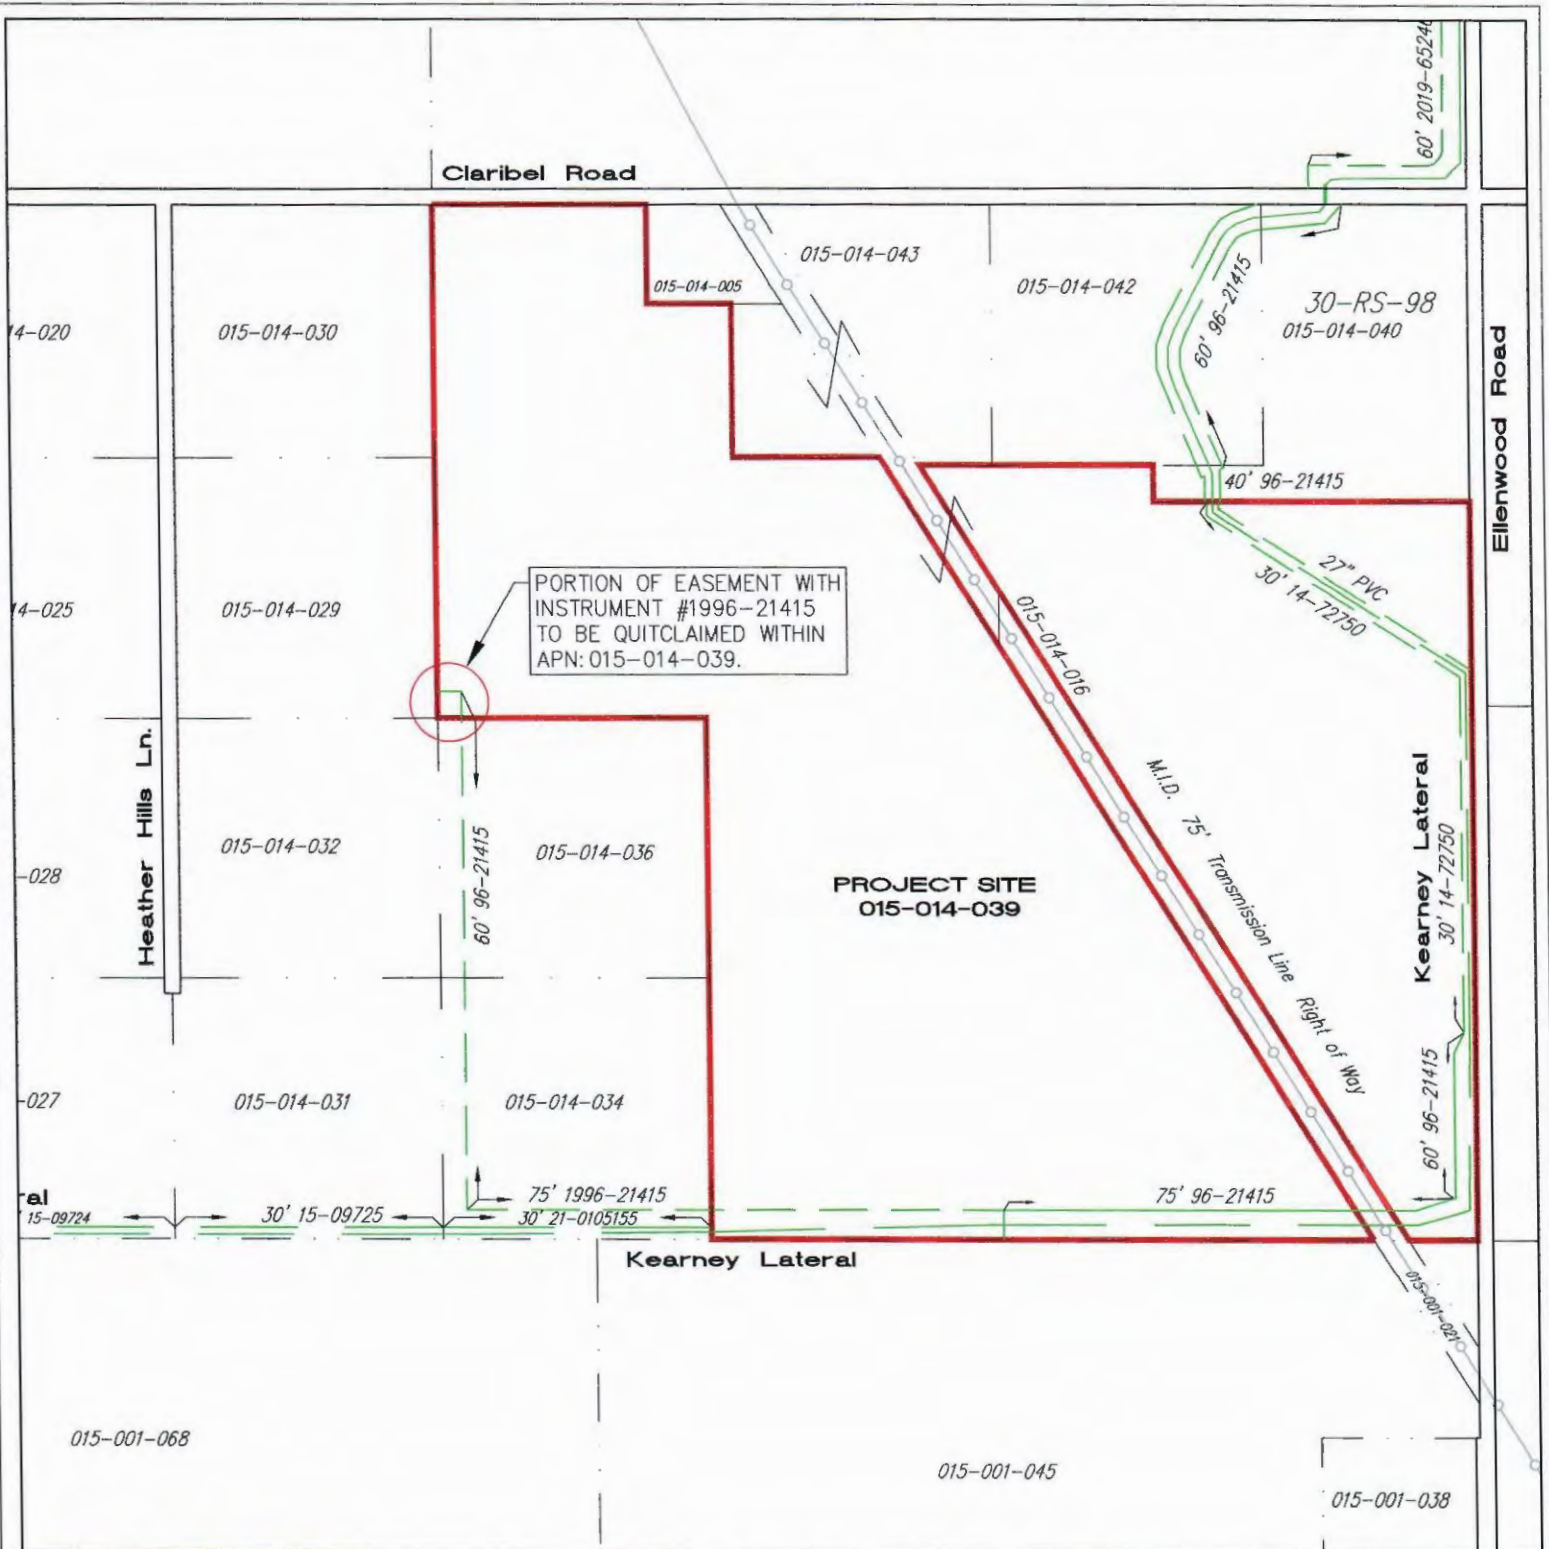 60' 2019-65246
Claribel Road
015-014-043
015-014-005
015-014-042
30-RS-98
015-014-040
60' 96-21415
14-020
015-014-030
Ellenwood Road
40' 96-21415
27" PVC
30' 14-72750
PORTION OF EASEMENT WITH
INSTRUMENT #1996-21415
TO BE QUITCLAIMED WITHIN
APN: 015-014-039.
14-025
015-014-029
015-014-016
M.I.D. 75' Transmission Line Right of Way
Heather Hills Ln.
015-014-032
60' 96-21415
015-014-036
-028
PROJECT SITE
015-014-039
Kearney Lateral
30' 14-72750
60' 96-21415
-027
015-014-031
015-014-034
ral
15-09724
30' 15-09725
75' 1996-21415
30' 21-0105155
75' 96-21415
Kearney Lateral
015-001-021
015-001-068
015-001-045
015-001-038